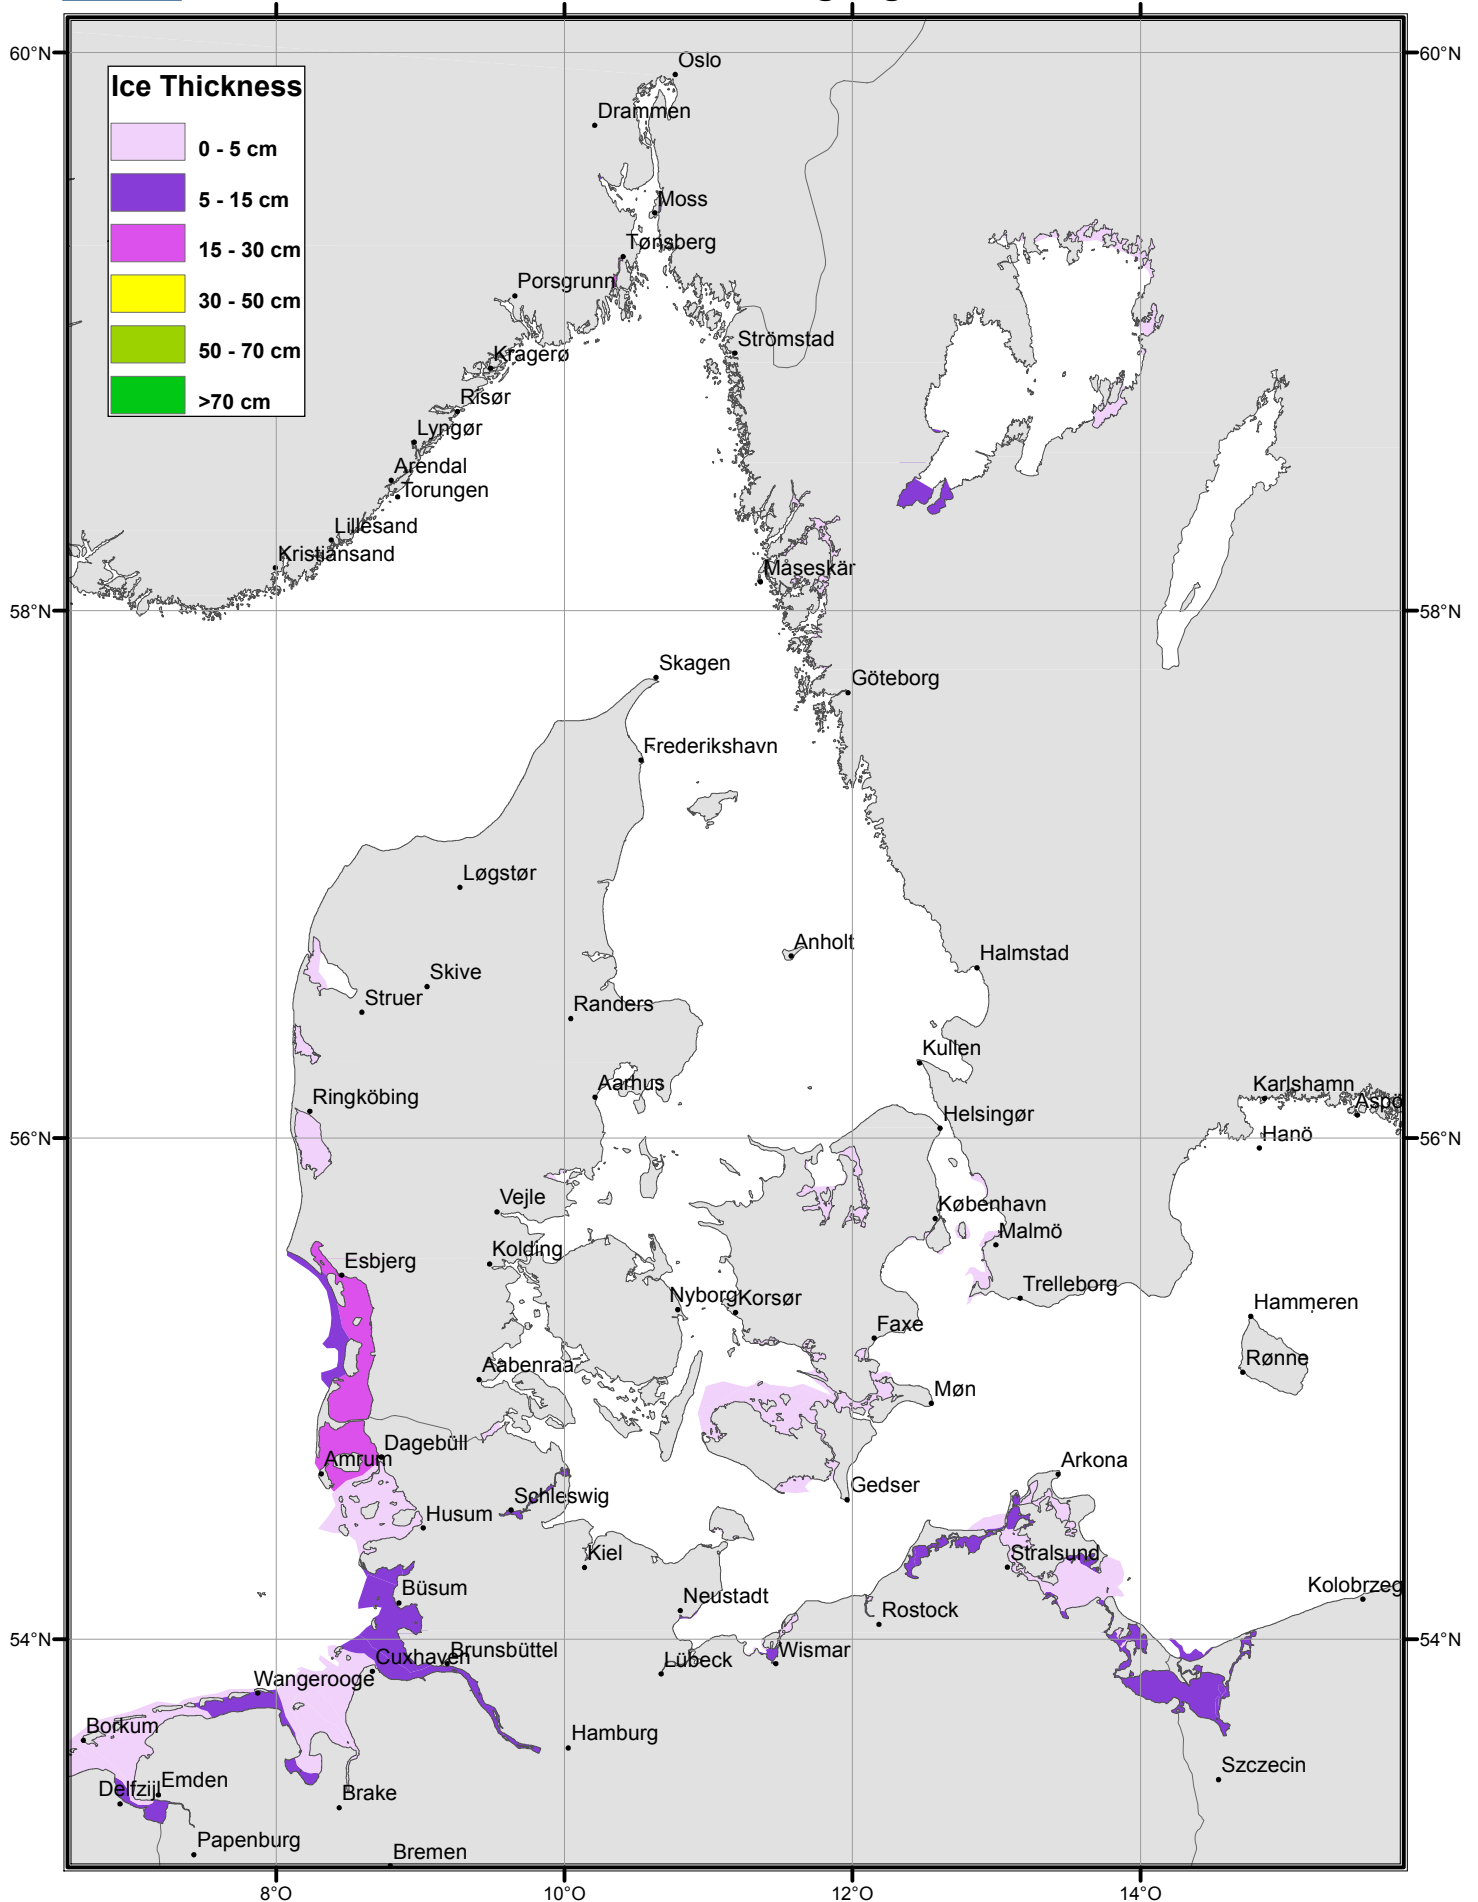 60°N
60°N
Oslo
Ice Thickness
Drammen
0 - 5 cm
5 - 15 cm
Moss
15 - 30 cm
Tønsberg
Porsgrunn
30 - 50 cm
Strömstad
50 - 70 cm
Kragerø
>70 cm
Risør
Lyngør
Arendal
Torungen
Lillesand
Kristiansand
Måseskär
58°N
58°N
Skagen
Göteborg
Frederikshavn
Løgstør
Anholt
Halmstad
Skive
Struer
Randers
Kullen
Aarhus
Karlshamn
Ringköbing
Aspö
Helsingør
Hanö
56°N
56°N
Vejle
København
Malmö
Kolding
Esbjerg
Trelleborg
Nyborg
Korsør
Hammeren
Faxe
Rønne
Aabenraa
Møn
Dagebüll
Amrum
Arkona
Gedser
Schleswig
Husum
Kiel
Stralsund
Büsum
Kolobrzeg
Neustadt
Rostock
54°N
54°N
Brunsbüttel
Wismar
Cuxhaven
Lübeck
Wangerooge
Borkum
Hamburg
Szczecin
Emden
Delfzijl
Brake
Papenburg
Bremen
8°O
10°O
12°O
14°O